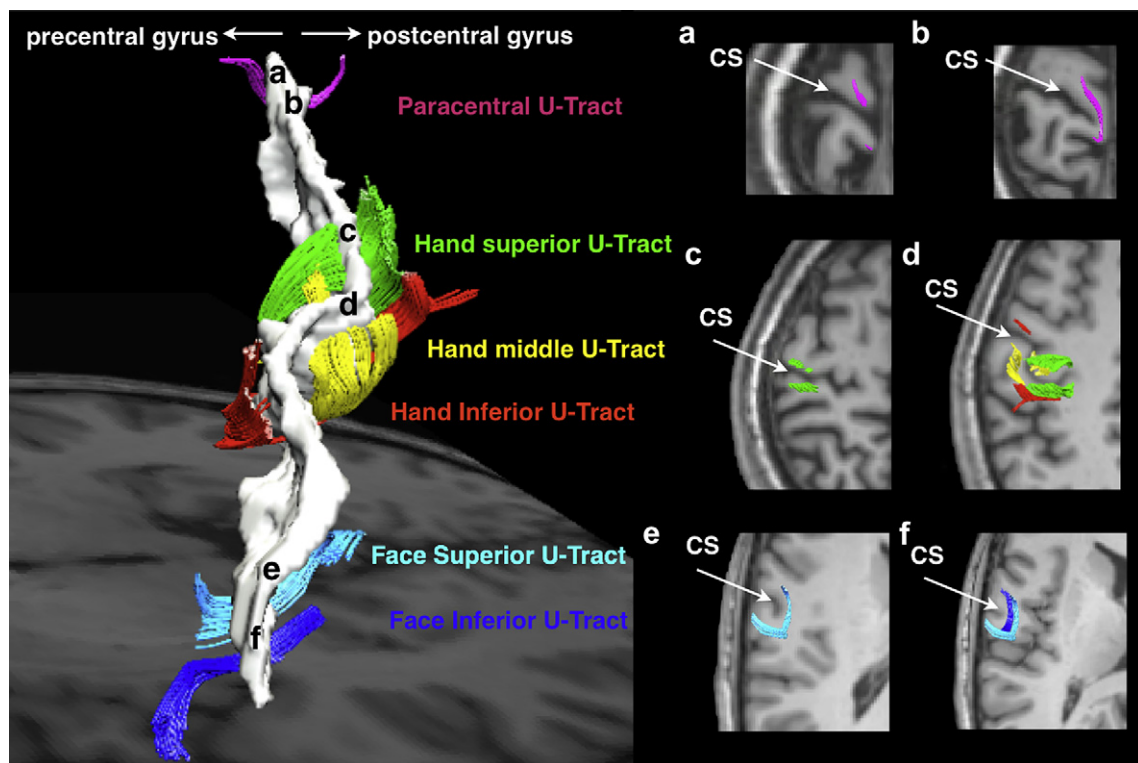 precentral gyrus postcentral gyrus
a
b
Paracentral U-Tract
c
Hand superior U-Tract
d
Hand middle U-Tract
Hand Inferior U-Tract
Face Superior U-Tract
e
Face Inferior U-Tract
f
a b
CS CS
c d
CS CS
e f
CS CS